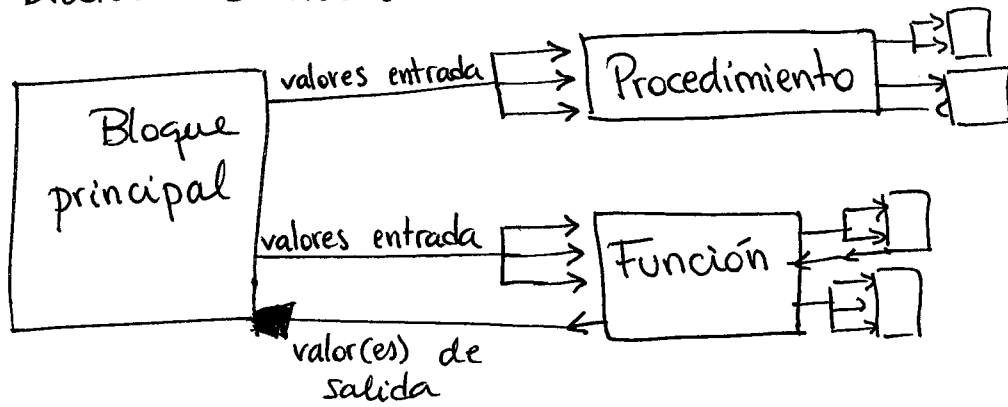 valores entrada
Procedimiento
Bloque
principal
valores entrada
Función
valor(es) de
salida